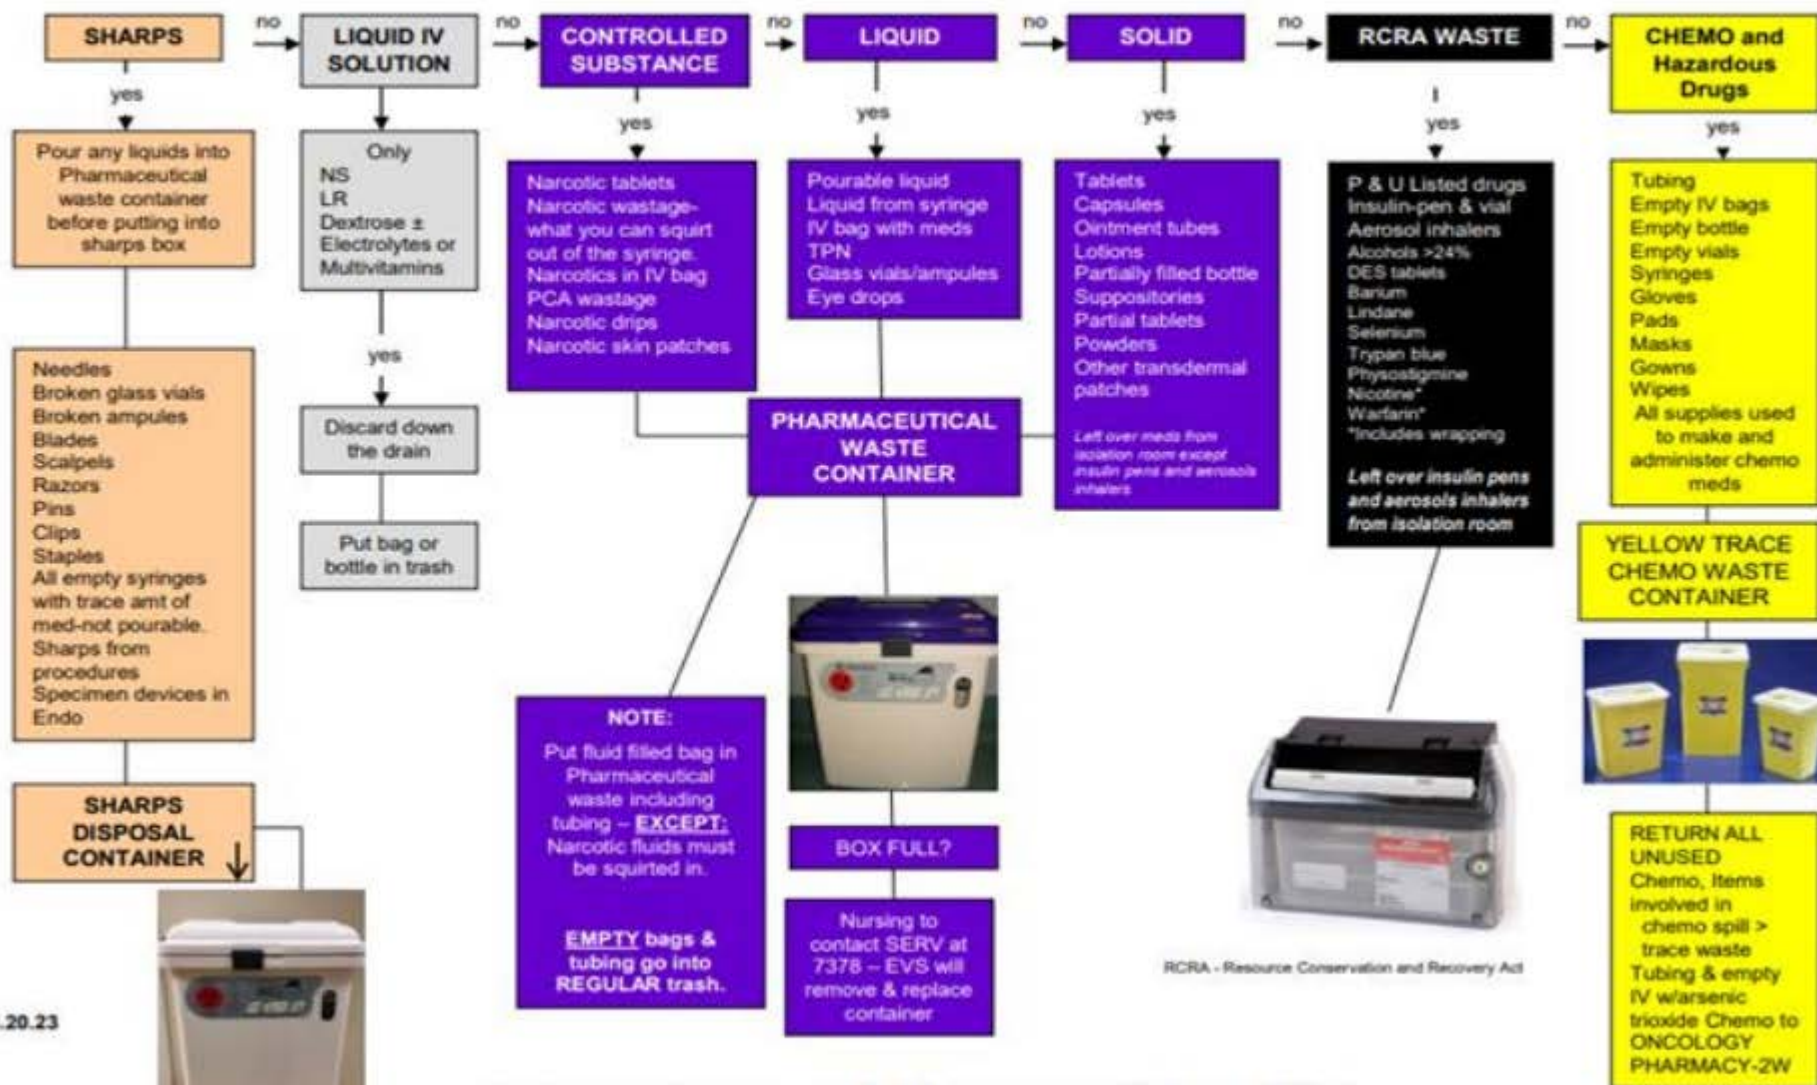 SHARPS
no
LIQUID IV
SOLUTION
no
CONTROLLED
SUBSTANCE
no
LIQUID
no
SOLID
no
RCRA WASTE
no
CHEMO and
Hazardous
Drugs
yes
yes
yes
yes
yes
yes
Pour any liquids into
Pharmaceutical
waste container
before putting into
sharps box
Needles
Broken glass vials
Broken ampules
Blades
Scalpels
Razors
Pins
Clips
Staples
All empty syringes
with trace amt of
med-not pourable.
Sharps from
procedures
Specimen devices in
Endo
SHARPS
DISPOSAL
CONTAINER
.20.23
Only
NS
LR
Dextrose ±
Electrolytes or
Multivitamins
yes
Discard down
the drain
Put bag or
bottle in trash
Narcotic tablets
Narcotic wastage-
what you can squirt
out of the syringe.
Narcotics in IV bag
PCA wastage
Narcotic drips
Narcotic skin patches
Pourable liquid
Liquid from syringe
IV bag with meds
TPN
Glass vials/ampules
Eye drops
Tablets
Capsules
Ointment tubes
Lotions
Partially filled bottle
Suppositories
Partial tablets
Powders
Other transdermal
patches
Left over meds from
isolation room except
insulin pens and aerosols
inhalers
PHARMACEUTICAL
WASTE
CONTAINER
NOTE:
Put fluid filled bag in
Pharmaceutical
waste including
tubing – EXCEPT:
Narcotic fluids must
be squirted in.
EMPTY bags &
tubing go into
REGULAR trash.
BOX FULL?
Nursing to
contact SERV at
7378 – EVS will
remove & replace
container
P & U Listed drugs
Insulin-pen & vial
Aerosol inhalers
Alcohols >24%
DES tablets
Barium
Lindane
Selenium
Trypan blue
Physostigmine
Nicotine*
Warfarin*
*Includes wrapping
Left over insulin pens
and aerosols inhalers
from isolation room
RCRA - Resource Conservation and Recovery Act
Tubing
Empty IV bags
Empty bottle
Empty vials
Syringes
Gloves
Pads
Masks
Gowns
Wipes
All supplies used
to make and
administer chemo
meds
YELLOW TRACE
CHEMO WASTE
CONTAINER
RETURN ALL
UNUSED
Chemo, Items
involved in
chemo spill >
trace waste
Tubing & empty
IV w/arsenic
trioxide Chemo to
ONCOLOGY
PHARMACY-2W